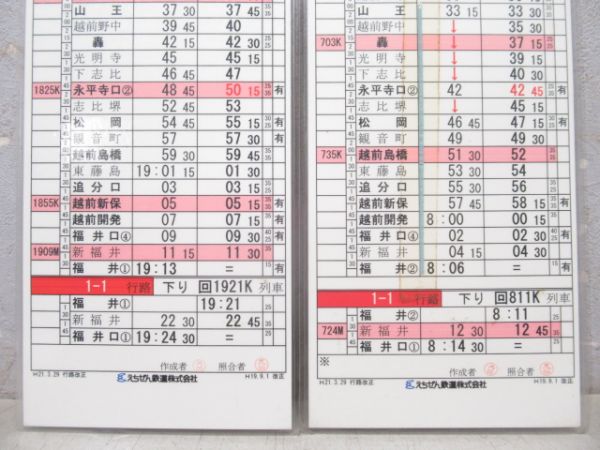 山王 37 30 37 45
越前野中 39 45 40
轟 42 15 42 30
光明寺 45 45
下志比 46 45 47
1825K 永平寺口② 48 45 50 15 有
志比堺 52 45 53
松岡 54 45 55 30 有
観音町 57 57 30
越前島橋 59 30 59 45
東藤島 19:01 15 01 30
追分口 03 03 15
1855K 越前新保 05 05 15 有
越前開発 07 07 15 有
福井口④ 09 09 30 有
1909M 新福井 11 15 11 30
福井① 19:13 = 有
1-1 行路 下り 回1921K 列車
福井① 19:21
新福井 22 30 22 45
福井口① 19:24 30 =
作成者 照合者
H21.3.29 行路改正 えちぜん鉄道株式会社 H19.9.1 改正
山王 33 15 33 30
越前野中 ↓ 35
703K 轟 ↓ 37 15
光明寺 ↓ 39
下志比 ↓ 40 30
永平寺口② 42 42 45 有
志比堺 ↓ 45
松岡 46 45 47 有
観音町 49 49
735K 越前島橋 51 30 52
東藤島 53 30 54
追分口 55 30 56
越前新保 57 45 58 15 有
越前開発 8:00 00 有
福井口④ 02 02 30 有
新福井 04 15 04 30
福井② 8:06 = 有
1-1 行路 下り 回811K 列車
福井② 8:11
724M 新福井 12 30 12 45
福井口① 8:14 30 =
※
作成者 照合者
H21.3.29 行路改正 えちぜん鉄道株式会社 H19.9.1 改正